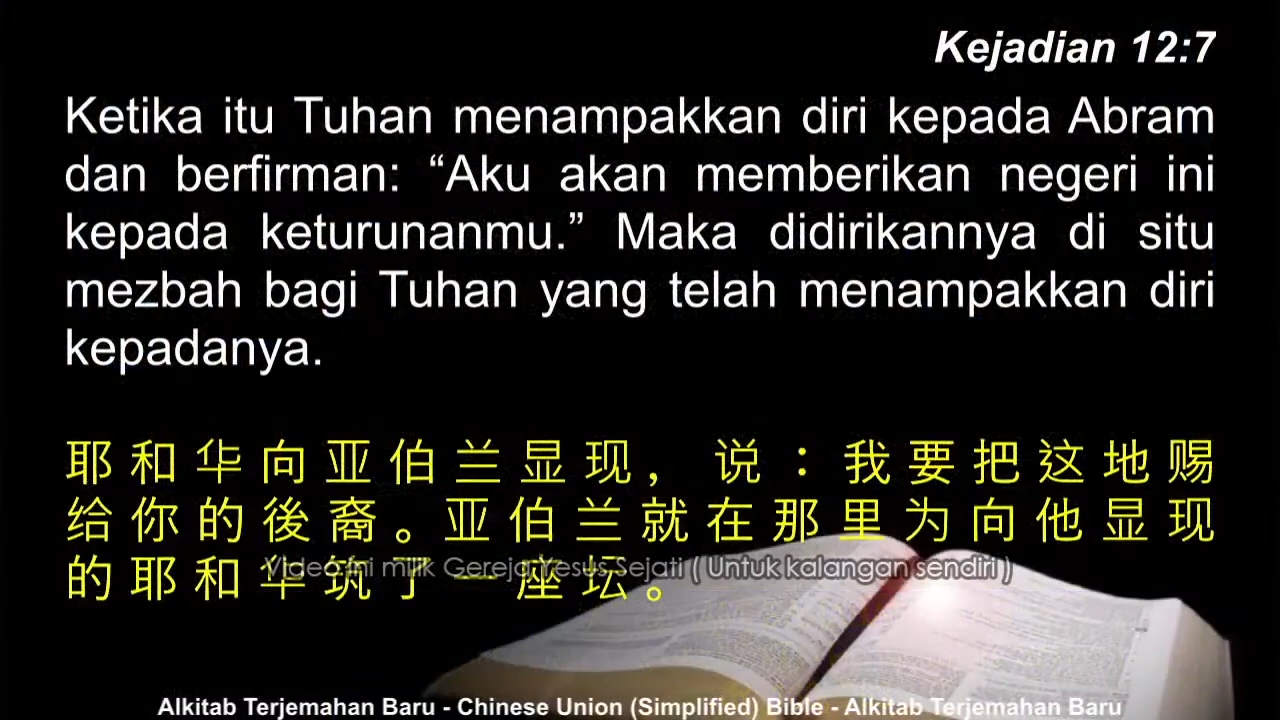 Kejadian 12:7
Ketika itu Tuhan menampakkan diri kepada Abram
dan berfirman: “Aku akan memberikan negeri ini
kepada keturunanmu.” Maka didirikannya di situ
mezbah bagi Tuhan yang telah menampakkan diri
kepadanya.
耶和华向亚伯兰显现，说：我要把这地赐
给你的後裔。亚伯兰就在那里为向他显现
的耶和华筑了一座坛。
Video ini milik Gereja Yesus Sejati ( Untuk kalangan sendiri )
Alkitab Terjemahan Baru - Chinese Union (Simplified) Bible - Alkitab Terjemahan Baru